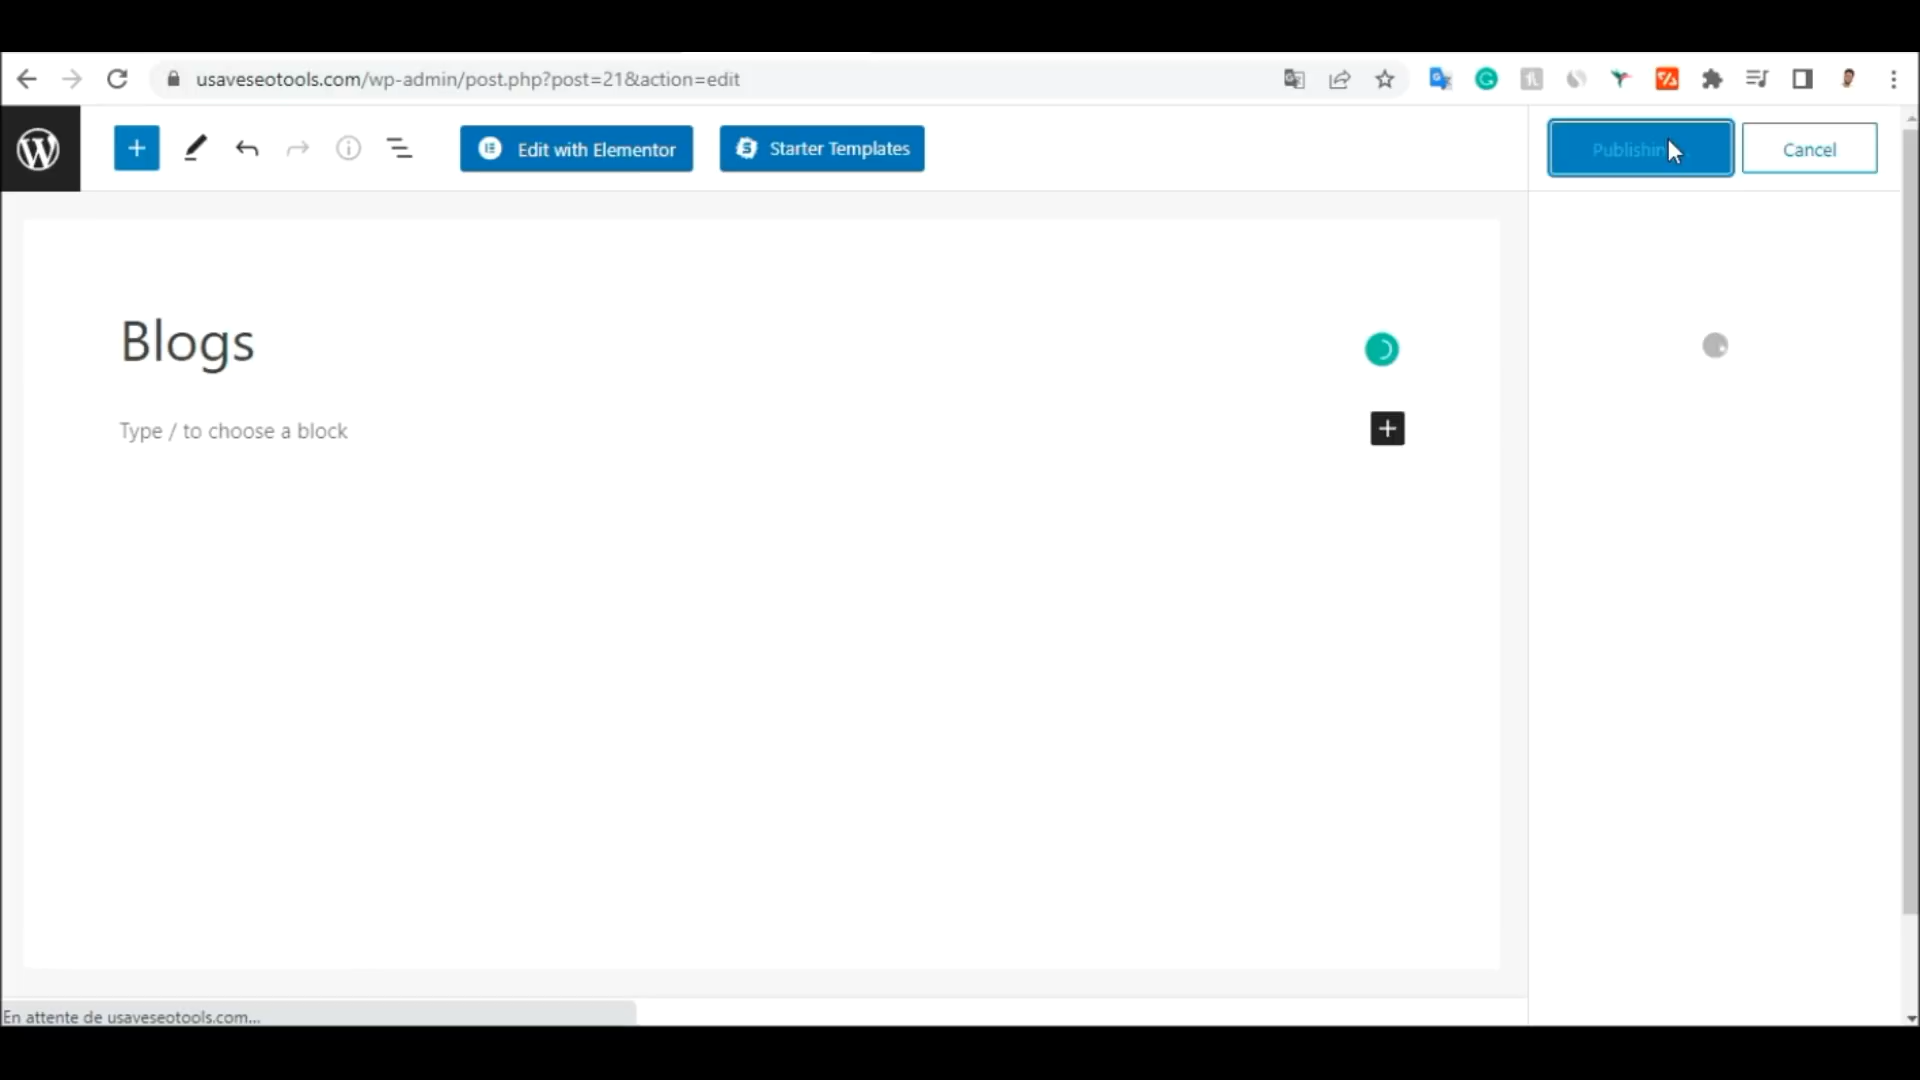 usaveseotools.com/wp-admin/post.php?post=21&action=edit
Edit with Elementor
Starter Templates
Cancel
Blogs
Type / to choose a block
En attente de usaveseotools.com...